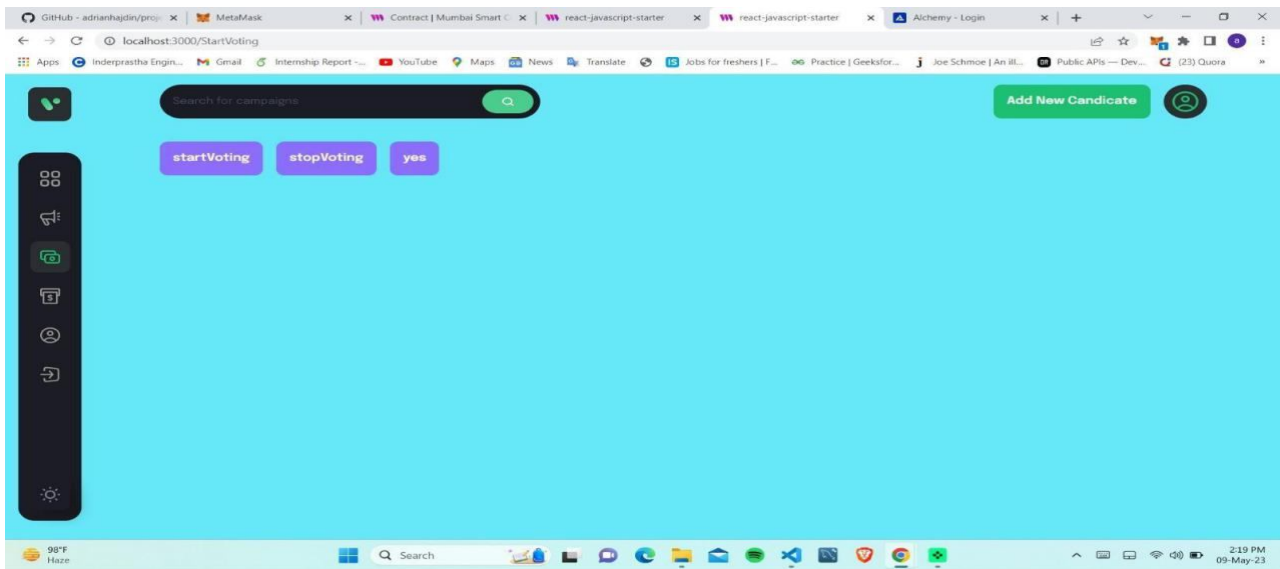 GitHub - adrianhajdin/proj
MetaMask
Contract | Mumbai Smart C
react-javascript-starter
react-javascript-starter
Alchemy - Login
localhost:3000/StartVoting
Apps
Inderprastha Engin...
Gmail
Internship Report -...
YouTube
Maps
News
Translate
Jobs for freshers | F...
Practice | Geeksfor...
Joe Schmoe | An ill...
Public APIs — Dev...
(23) Quora
Search for campaigns
Add New Candicate
startVoting
stopVoting
yes
98°F
Haze
Search
2:19 PM
09-May-23